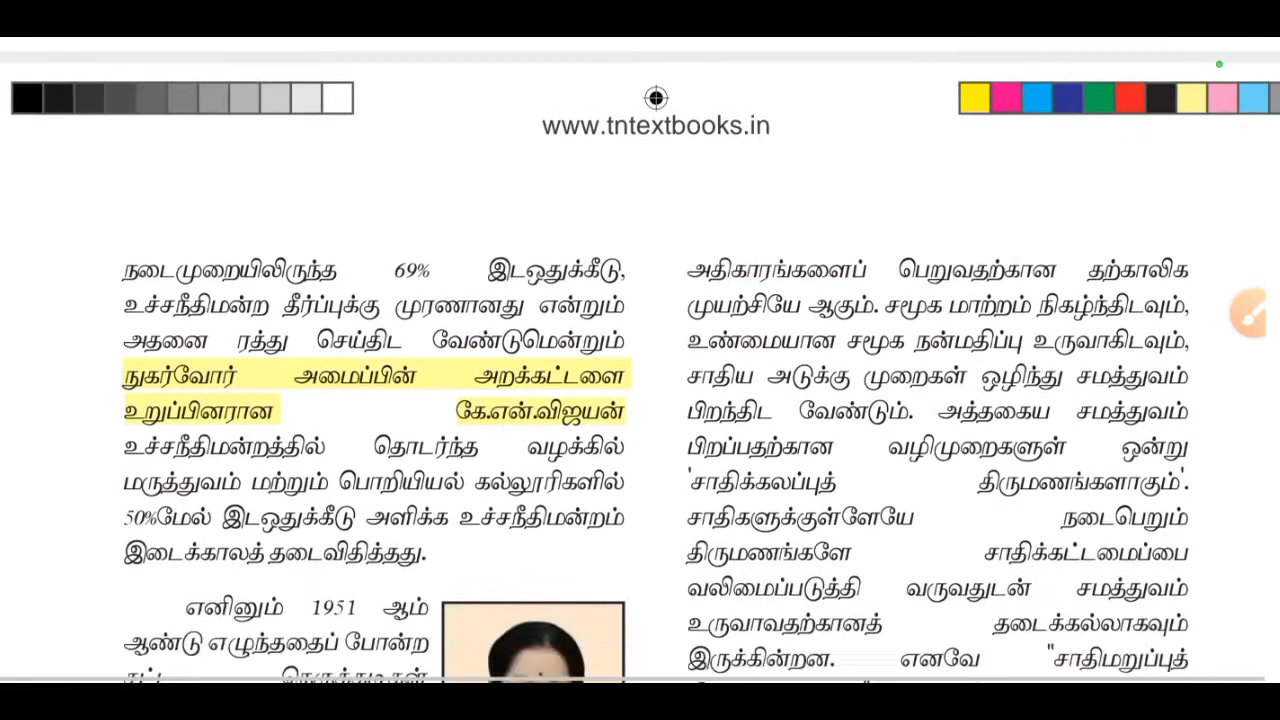 www.tntextbooks.in
நடைமுறையிலிருந்த 69% இடஒதுக்கீடு,
உச்சநீதிமன்ற தீர்ப்புக்கு முரணானது என்றும்
அதனை ரத்து செய்திட வேண்டுமென்றும்
நுகர்வோர் அமைப்பின் அறக்கட்டளை
உறுப்பினரான கே.என்.விஜயன்
உச்சநீதிமன்றத்தில் தொடர்ந்த வழக்கில்
மருத்துவம் மற்றும் பொறியியல் கல்லூரிகளில்
50%மேல் இடஒதுக்கீடு அளிக்க உச்சநீதிமன்றம்
இடைக்காலத் தடைவிதித்தது.
எனினும் 1951 ஆம்
ஆண்டு எழுந்ததைப் போன்ற
அதிகாரங்களைப் பெறுவதற்கான தற்காலிக
முயற்சியே ஆகும். சமூக மாற்றம் நிகழ்ந்திடவும்,
உண்மையான சமூக நன்மதிப்பு உருவாகிடவும்,
சாதிய அடுக்கு முறைகள் ஒழிந்து சமத்துவம்
பிறந்திட வேண்டும். அத்தகைய சமத்துவம்
பிறப்பதற்கான வழிமுறைகளுள் ஒன்று
'சாதிக்கலப்புத் திருமணங்களாகும்'.
சாதிகளுக்குள்ளேயே நடைபெறும்
திருமணங்களே சாதிக்கட்டமைப்பை
வலிமைப்படுத்தி வருவதுடன் சமத்துவம்
உருவாவதற்கானத் தடைக்கல்லாகவும்
இருக்கின்றன. எனவே "சாதிமறுப்புத்